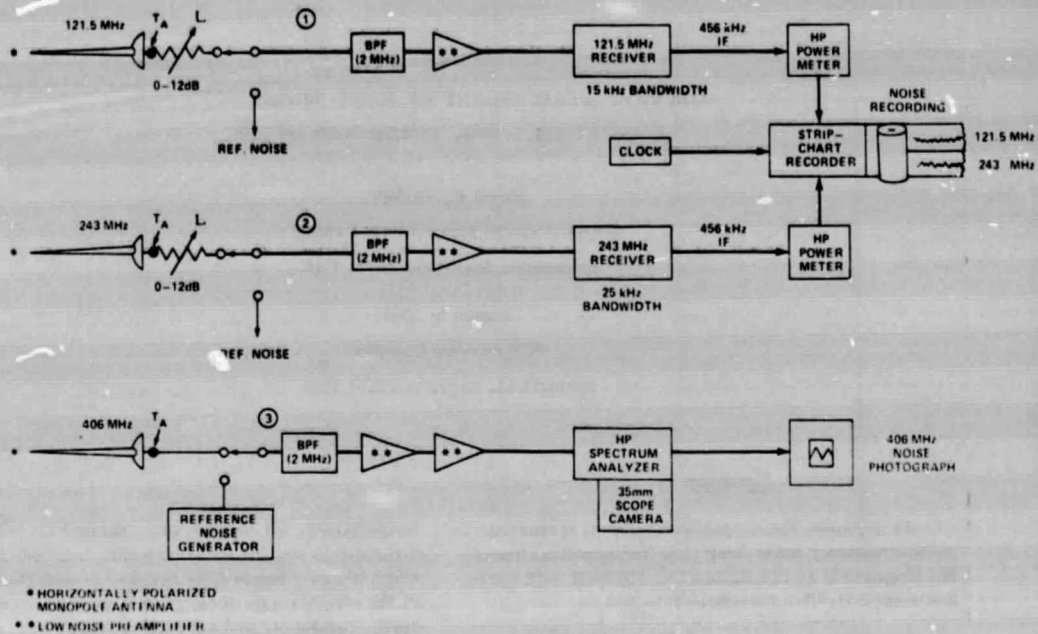 121.5 MHz
T_A
L.
①
*
0–12dB
BPF
(2 MHz)
**
121.5 MHz
RECEIVER
15 kHz BANDWIDTH
456 kHz
IF
HP
POWER
METER
REF. NOISE
CLOCK
STRIP–
CHART
RECORDER
NOISE
RECORDING
121.5 MHz
243 MHz
243 MHz
T_A
L.
②
*
0–12dB
BPF
(2 MHz)
**
243 MHz
RECEIVER
25 kHz
BANDWIDTH
456 kHz
IF
HP
POWER
METER
REF. NOISE
406 MHz
T_A
③
*
BPF
(2 MHz)
**
**
HP
SPECTRUM
ANALYZER
35mm
SCOPE
CAMERA
406 MHz
NOISE
PHOTOGRAPH
REFERENCE
NOISE
GENERATOR
* HORIZONTALLY POLARIZED
MONOPOLE ANTENNA
** LOW NOISE PREAMPLIFIER